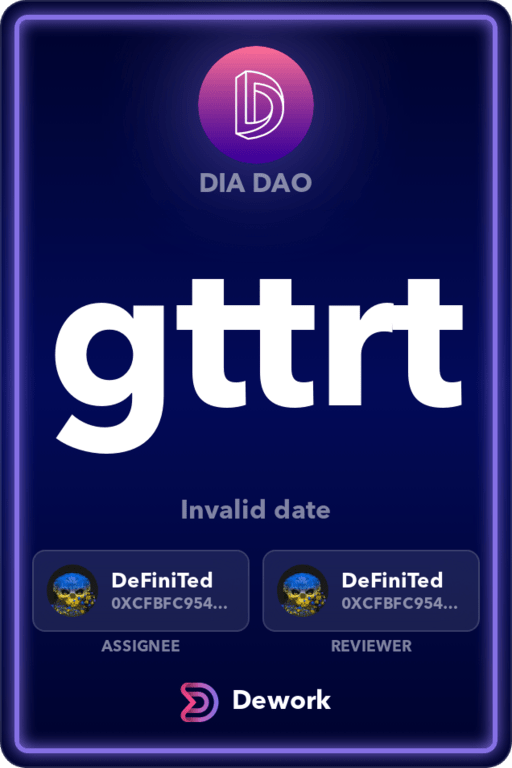 DIA DAO
gttrt
Invalid date
DeFiniTed
0XCFBFC954...
ASSIGNEE
DeFiniTed
0XCFBFC954...
REVIEWER
Dework